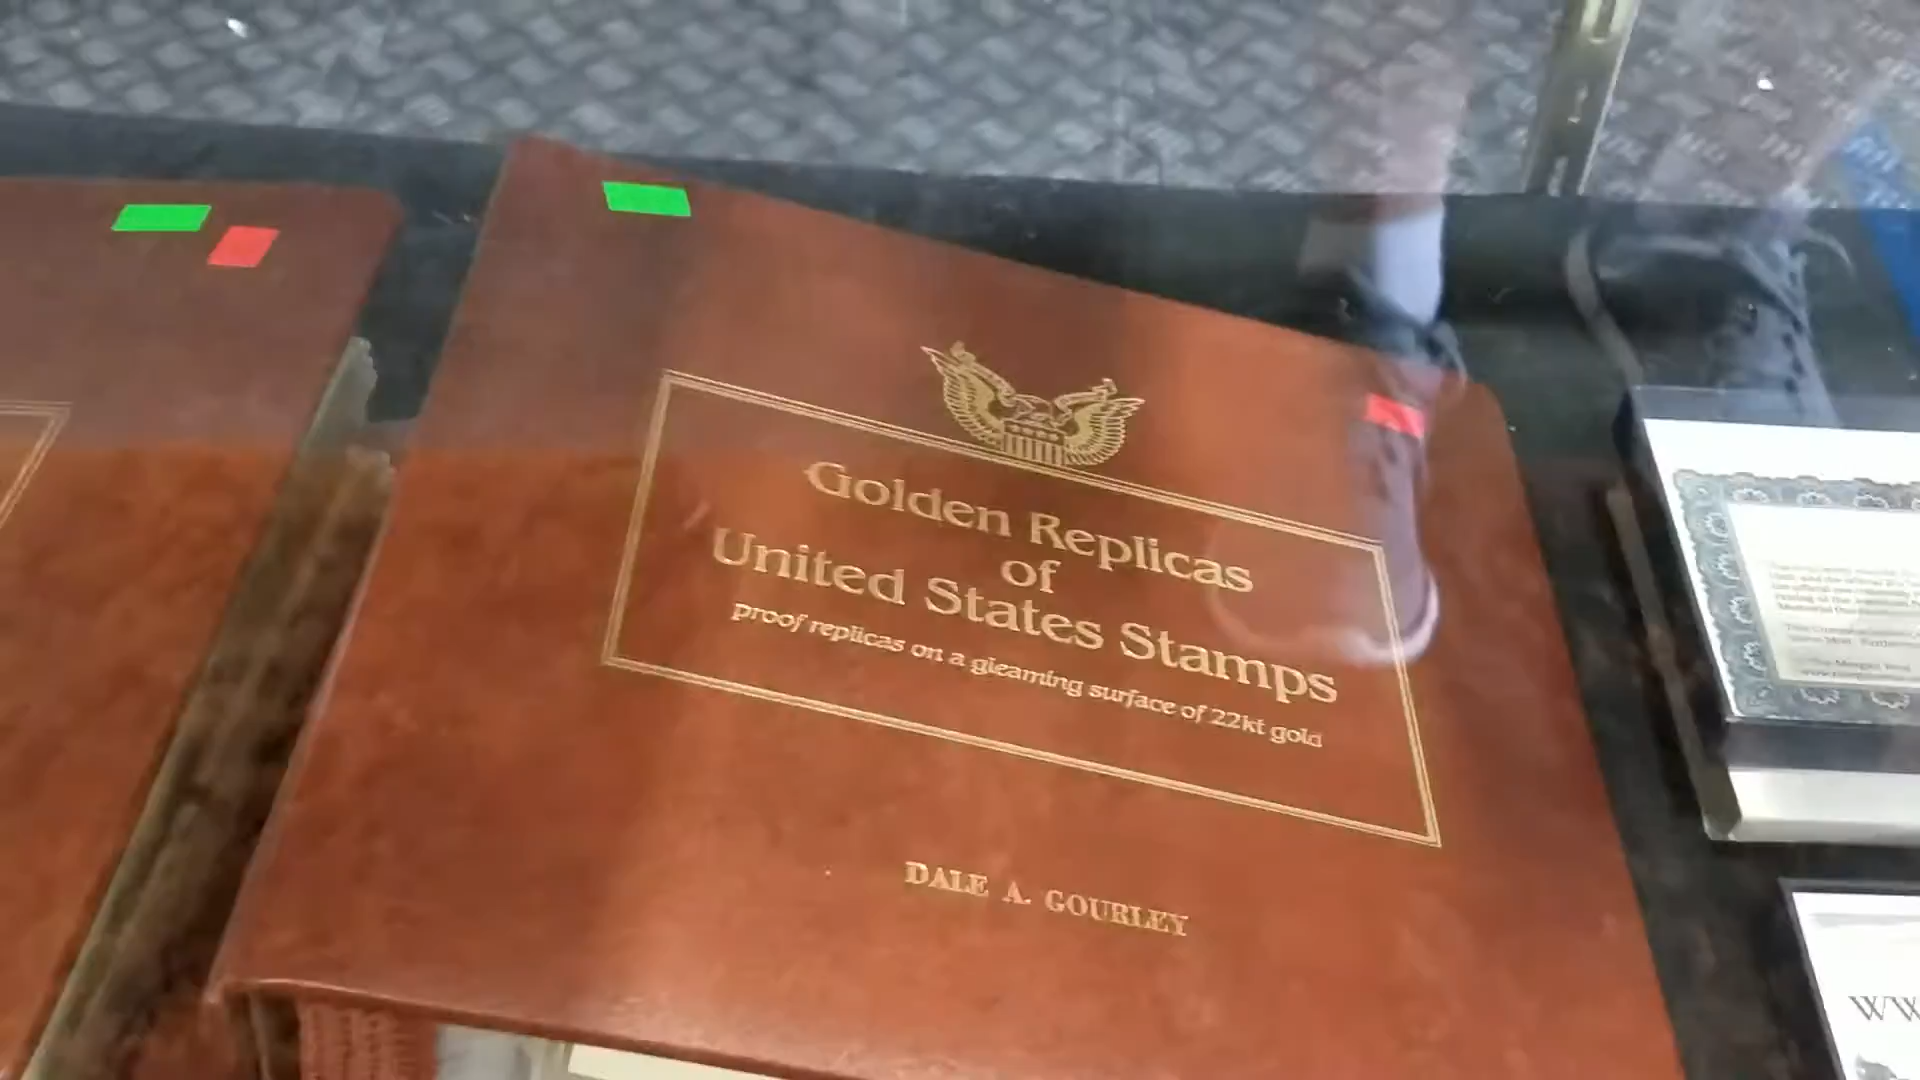 Golden Replicas
of
United States Stamps
proof replicas on a gleaming surface of 22kt gold
DALE A. GOURLEY